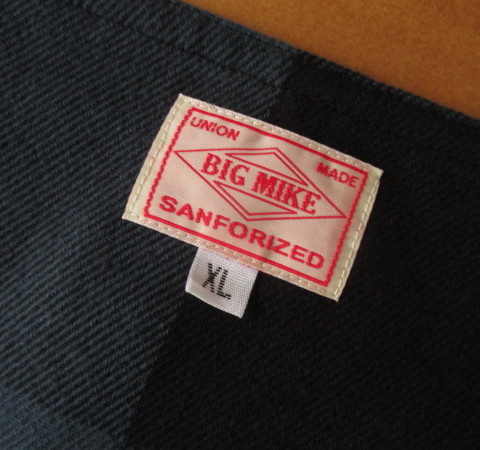 UNION MADE
BIG MIKE
SANFORIZED
XL